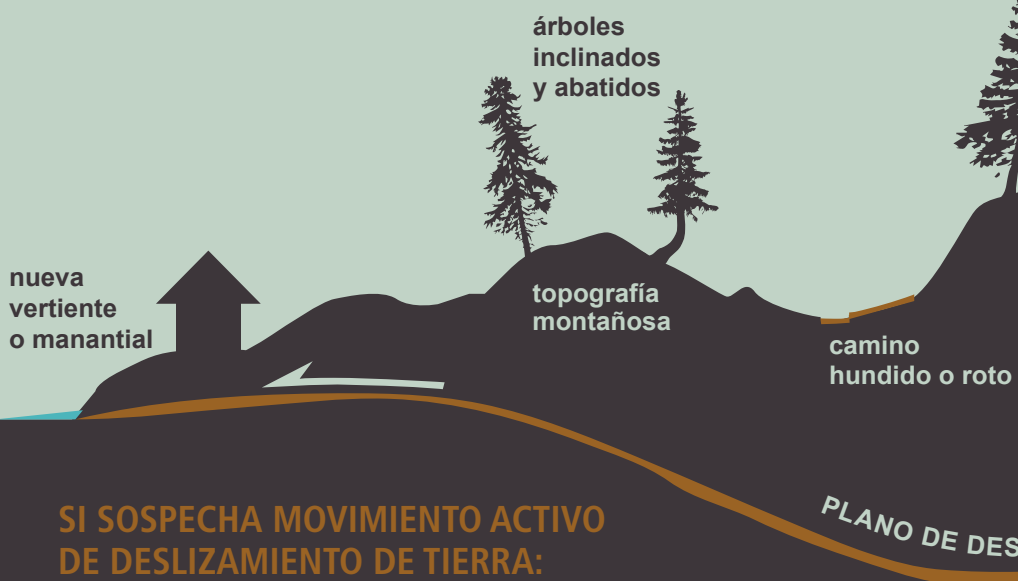 árboles
inclinados
y abatidos
nueva
vertiente
o manantial
topografía
montañosa
camino
hundido o roto
PLANO DE DES
SI SOSPECHA MOVIMIENTO ACTIVO
DE DESLIZAMIENTO DE TIERRA: